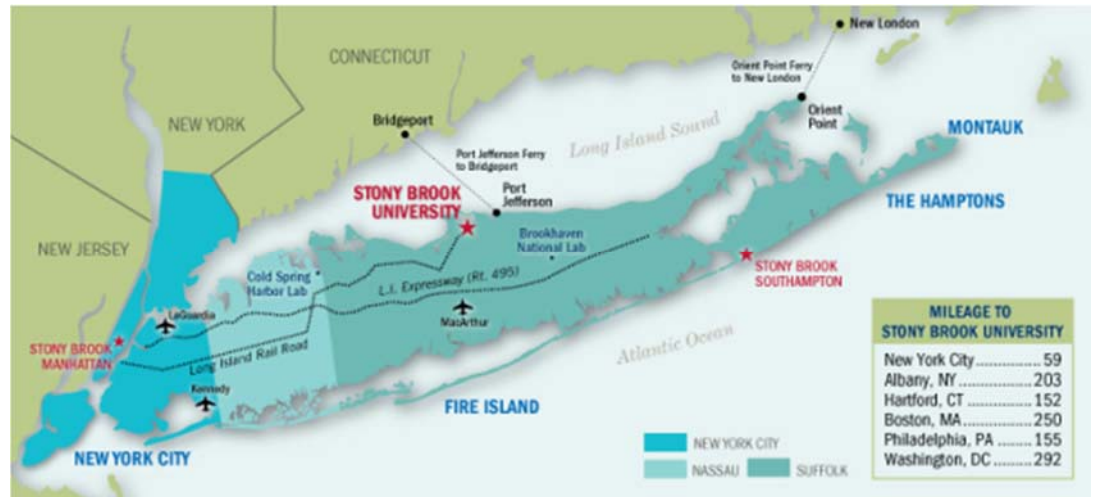 New London
CONNECTICUT
Orient Point Ferry
to New London
NEW YORK
Bridgeport
Orient
Point
Long Island Sound
MONTAUK
Port Jefferson Ferry
to Bridgeport
STONY BROOK
UNIVERSITY
Port
Jefferson
THE HAMPTONS
Brookhaven
National Lab
NEW JERSEY
Cold Spring
Harbor Lab
L.I. Expressway (Rt. 495)
STONY BROOK
SOUTHAMPTON
LaGuardia
MacArthur
STONY BROOK
MANHATTAN
Long Island Rail Road
Atlantic Ocean
Kennedy
FIRE ISLAND
NEW YORK CITY
MILEAGE TO
STONY BROOK UNIVERSITY
New York City..............59
Albany, NY................203
Hartford, CT..............152
Boston, MA...............250
Philadelphia, PA........155
Washington, DC.........292
NEW YORK CITY
NASSAU
SUFFOLK